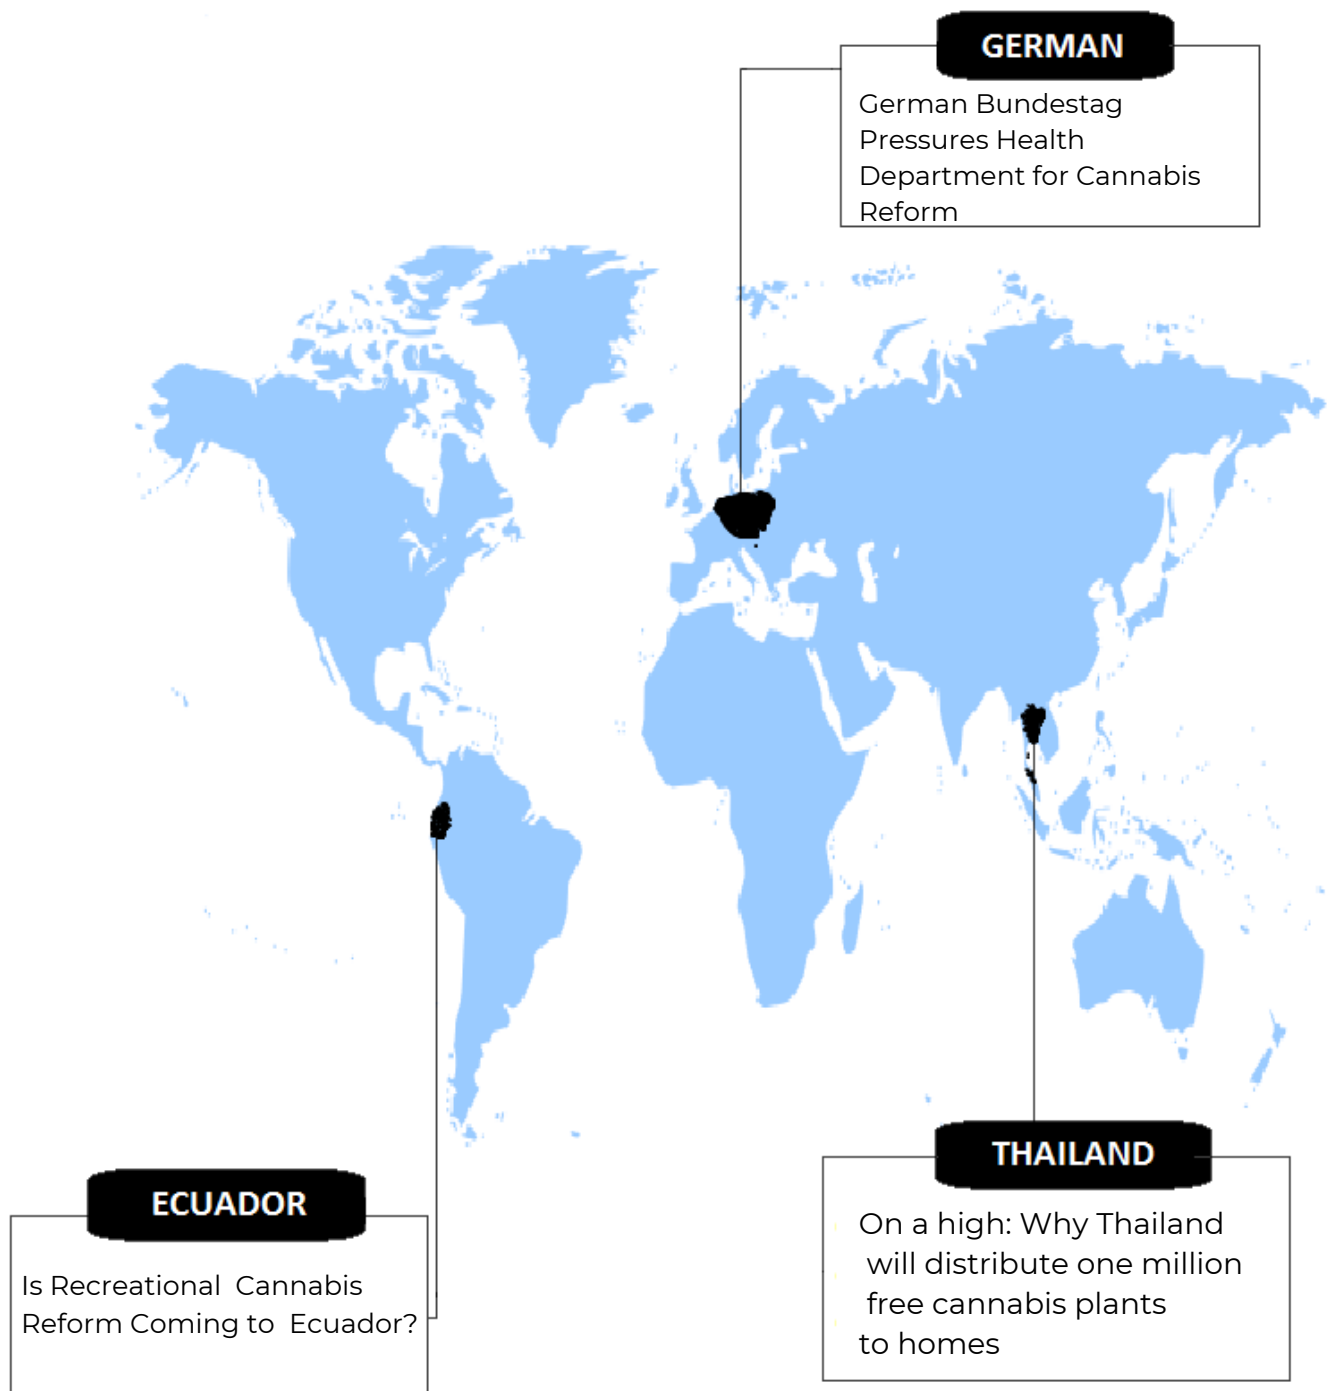 GERMAN
German Bundestag
Pressures Health
Department for Cannabis
Reform
ECUADOR
Is Recreational Cannabis
Reform Coming to Ecuador?
THAILAND
On a high: Why Thailand
will distribute one million
free cannabis plants
to homes